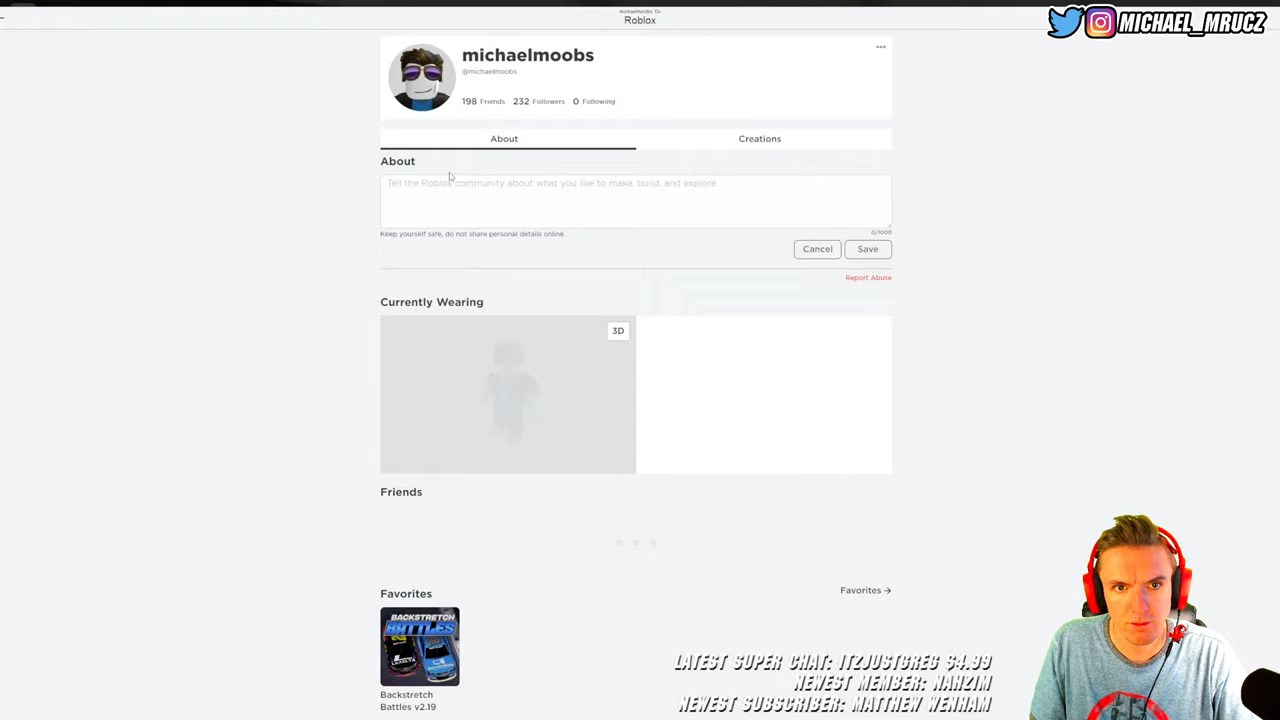 michaelmoobs 13+
Roblox
MICHAEL_MRUCZ
michaelmoobs
@michaelmoobs
198 Friends 232 Followers 0 Following
About Creations
About
Tell the Roblox community about what you like to make, build, and explore.
Keep yourself safe, do not share personal details online.
0/1000
Cancel Save
Report Abuse
Currently Wearing
3D
Friends
Favorites
Favorites →
BACKSTRETCH
BATTLES
Backstretch
Battles v2.19
LATEST SUPER CHAT: ITZJUSTGREG $4.99
NEWEST MEMBER: NAHZIM
NEWEST SUBSCRIBER: MATTHEW WENHAM